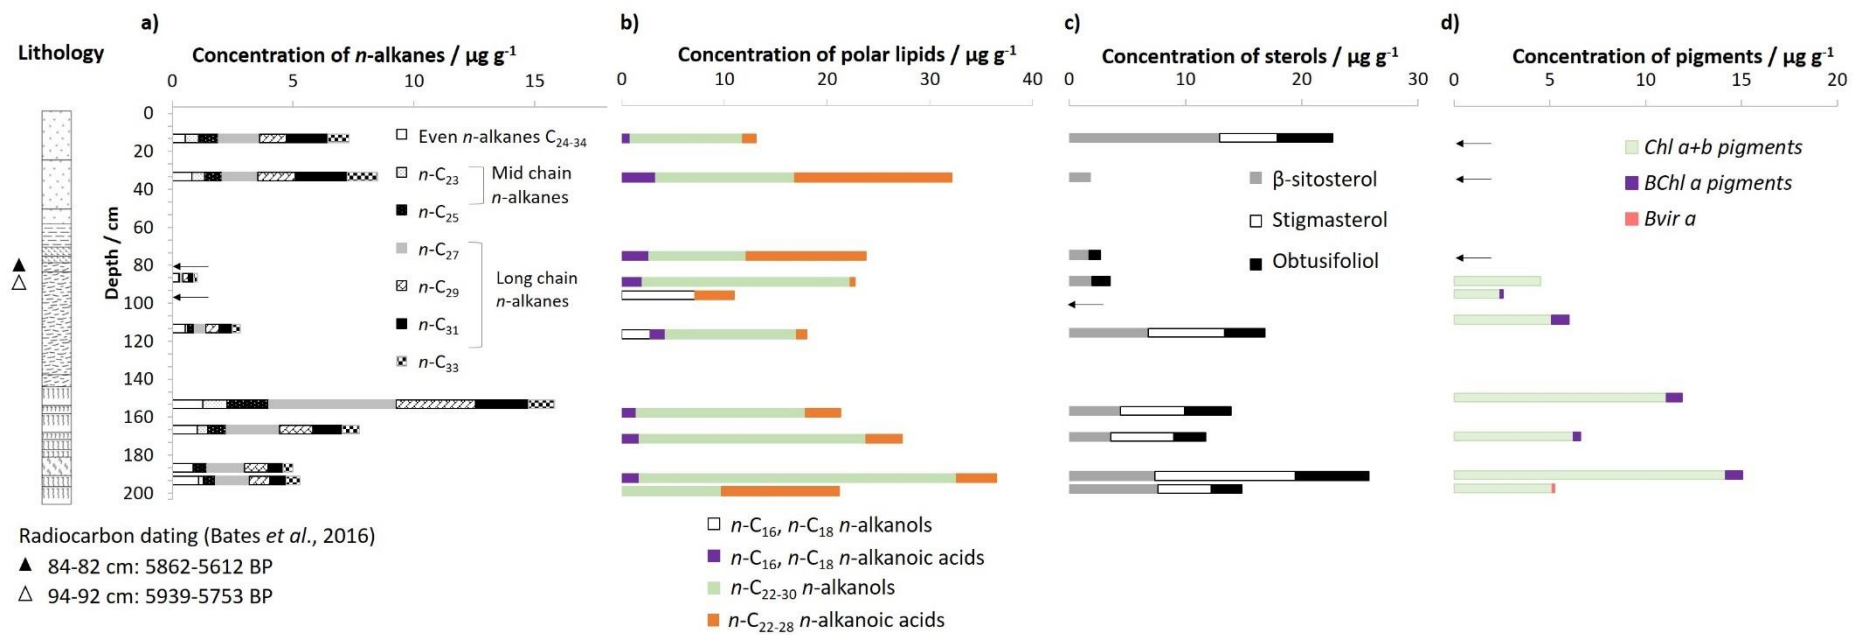 a)
b)
c)
d)
Lithology
Concentration of n-alkanes / µg g-1
Concentration of polar lipids / µg g-1
Concentration of sterols / µg g-1
Concentration of pigments / µg g-1
0 5 10 15
0 10 20 30 40
0 10 20 30
0 5 10 15 20
Depth / cm
0
20
40
60
80
100
120
140
160
180
200
Even n-alkanes C24-34
n-C23
Mid chain
n-alkanes
n-C25
n-C27
n-C29
Long chain
n-alkanes
n-C31
n-C33
β-sitosterol
Stigmasterol
Obtusifoliol
Chl a+b pigments
BChl a pigments
Bvir a
n-C16, n-C18 n-alkanols
n-C16, n-C18 n-alkanoic acids
n-C22-30 n-alkanols
n-C22-28 n-alkanoic acids
Radiocarbon dating (Bates et al., 2016)
▲ 84-82 cm: 5862-5612 BP
△ 94-92 cm: 5939-5753 BP